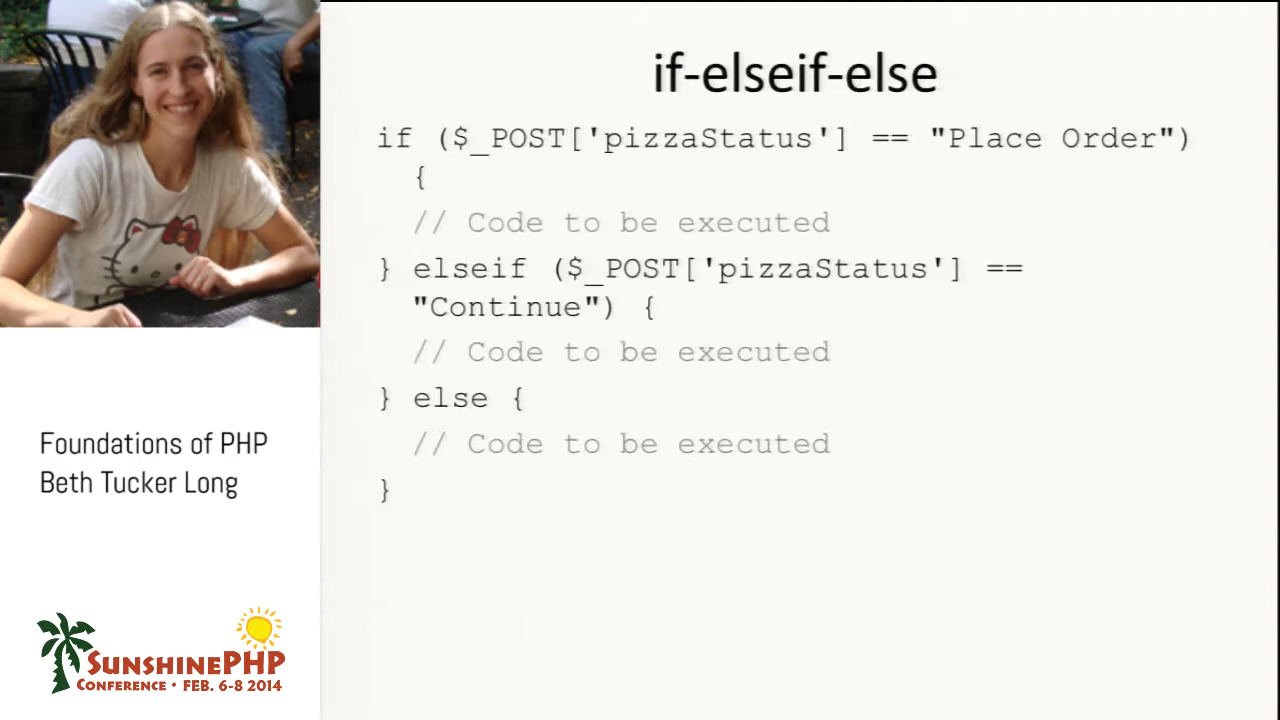 if-elseif-else
if ($_POST['pizzaStatus'] == "Place Order")
{
// Code to be executed
} elseif ($_POST['pizzaStatus'] ==
"Continue") {
// Code to be executed
} else {
// Code to be executed
}
Foundations of PHP
Beth Tucker Long
SUNSHINEPHP
CONFERENCE • FEB. 6-8 2014